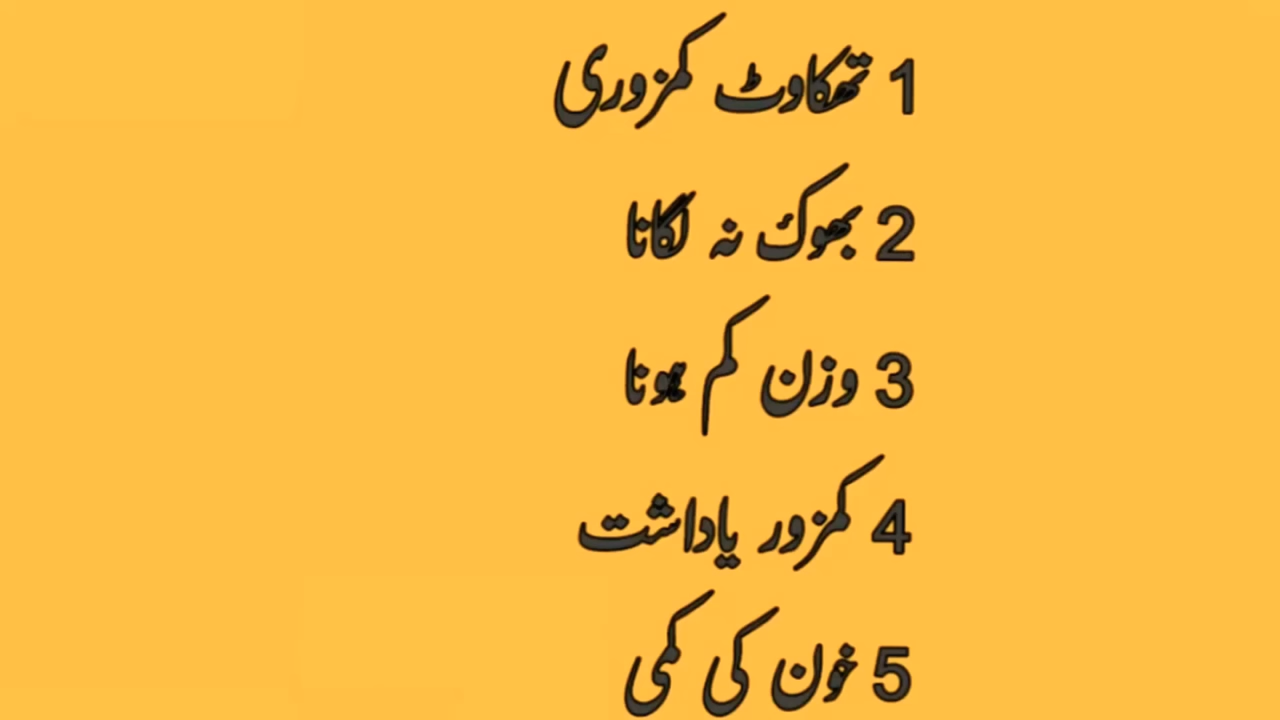 1 تھکاوٹ کمزوری
2 بھوک نہ لگانا
3 وزن کم ہونا
4 کمزور یاداشت
5 خون کی کمی